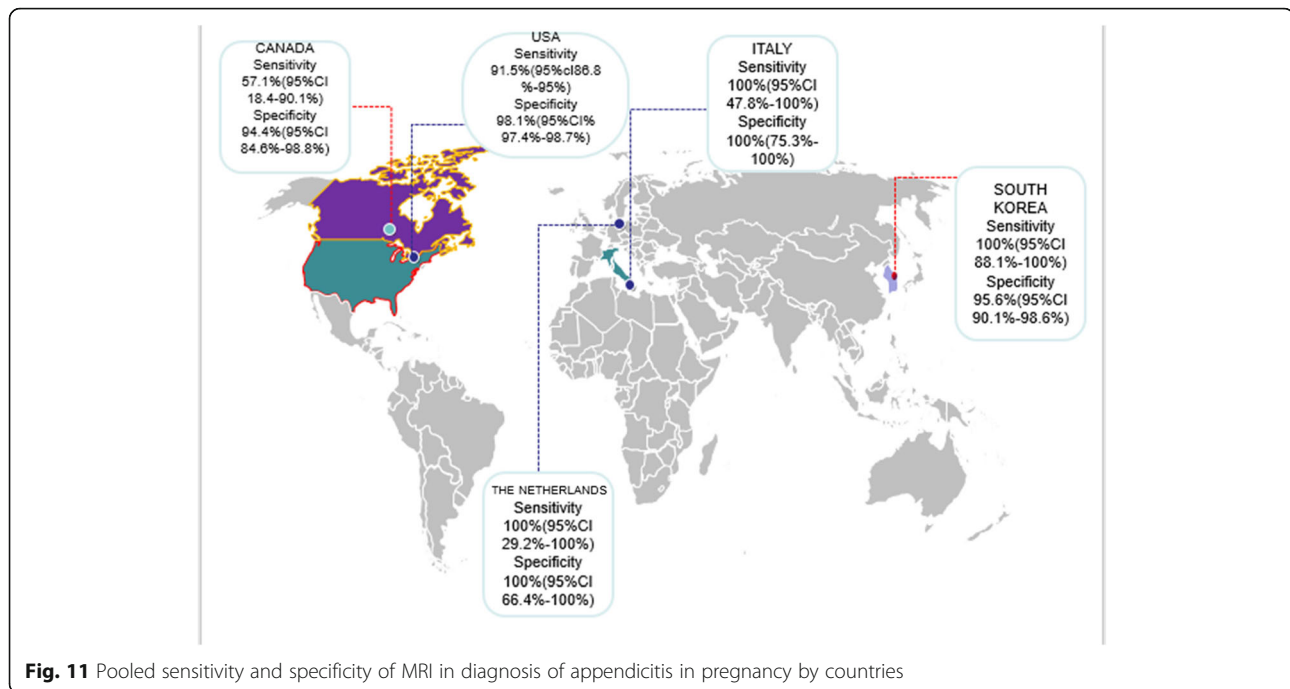 CANADA
Sensitivity
57.1%(95%CI
18.4-90.1%)
Specificity
94.4%(95%CI
84.6%-98.8%)
USA
Sensitivity
91.5%(95%cl86.8
%-95%)
Specificity
98.1%(95%CI%
97.4%-98.7%)
ITALY
Sensitivity
100%(95%CI
47.8%-100%)
Specificity
100%(75.3%-
100%)
SOUTH
KOREA
Sensitivity
100%(95%CI
88.1%-100%)
Specificity
95.6%(95%CI
90.1%-98.6%)
THE NETHERLANDS
Sensitivity
100%(95%CI
29.2%-100%)
Specificity
100%(95%CI
66.4%-100%)
Fig. 11 Pooled sensitivity and specificity of MRI in diagnosis of appendicitis in pregnancy by countries